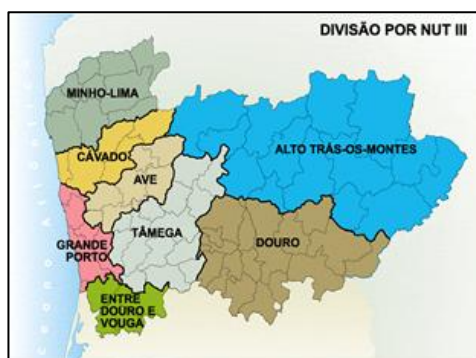 DIVISÃO POR NUT III
MINHO-LIMA
CÁVADO
ALTO TRÁS-OS-MONTES
AVE
GRANDE
PORTO
TÂMEGA
DOURO
ENTRE
DOURO E
VOUGA